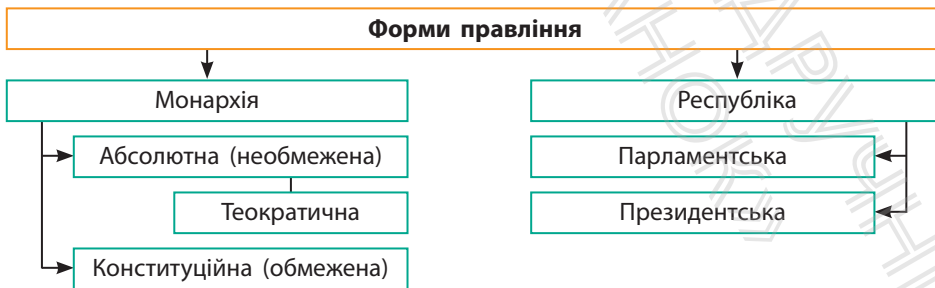 Форми правління
Монархія
Республіка
Абсолютна (необмежена)
Парламентська
Теократична
Президентська
Конституційна (обмежена)